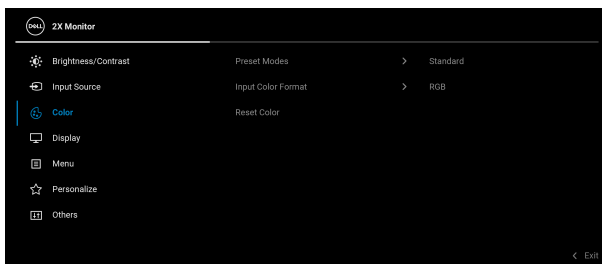 DELL 2X Monitor
Brightness/Contrast Preset Modes > Standard
Input Source Input Color Format > RGB
Color Reset Color
Display
Menu
Personalize
Others
< Exit